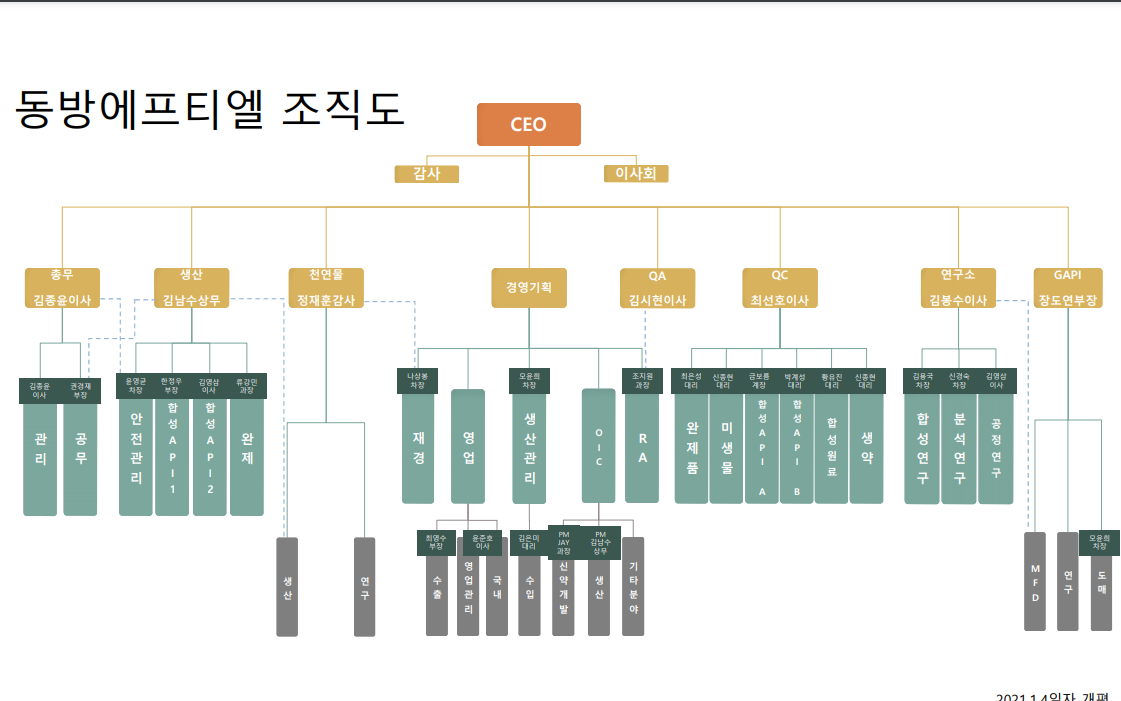 동방에프티엘 조직도
CEO
감사
이사회
총무
김종윤이사
생산
김남수상무
천연물
정재훈감사
경영기획
QA
김시현이사
QC
최선호이사
연구소
김봉수이사
GAPI
장도연부장
김종윤
이사
관리
권경재
부장
공무
윤영균
차장
안전관리
한정우
부장
합성API1
김영삼
이사
합성API2
류강민
과장
완제
나상봉
차장
재경
영업
모윤희
차장
생산관리
OIC
조지원
과장
RA
최은성
대리
완제품
신종현
대리
미생물
금보름
계장
합성API A
박계성
대리
합성API B
황유진
대리
합성원료
신종현
대리
생약
김용국
차장
합성연구
신경숙
차장
분석연구
김영삼
이사
공정연구
생산
연구
최영수
부장
수출
영업관리
윤준호
이사
국내
김은미
대리
수입
PM
JAY
과장
신약개발
PM
김남수
상무
생산
기타분야
MFD
연구
모윤희
차장
도매
2021.1.4일자 개편